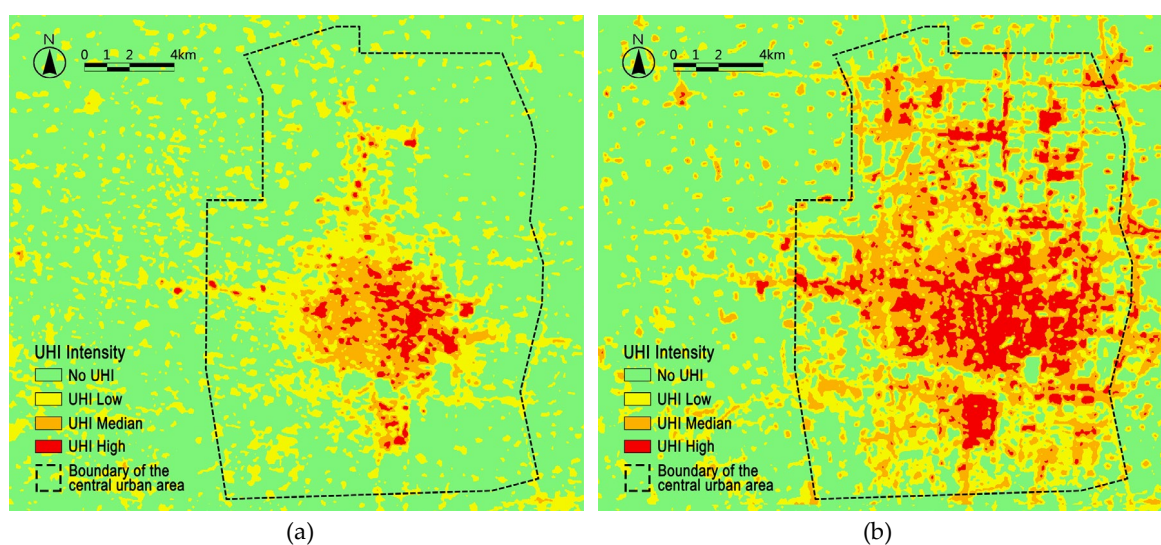 N
0 1 2 4km
UHI Intensity
No UHI
UHI Low
UHI Median
UHI High
Boundary of the
central urban area
(a)
N
0 1 2 4km
UHI Intensity
No UHI
UHI Low
UHI Median
UHI High
Boundary of the
central urban area
(b)